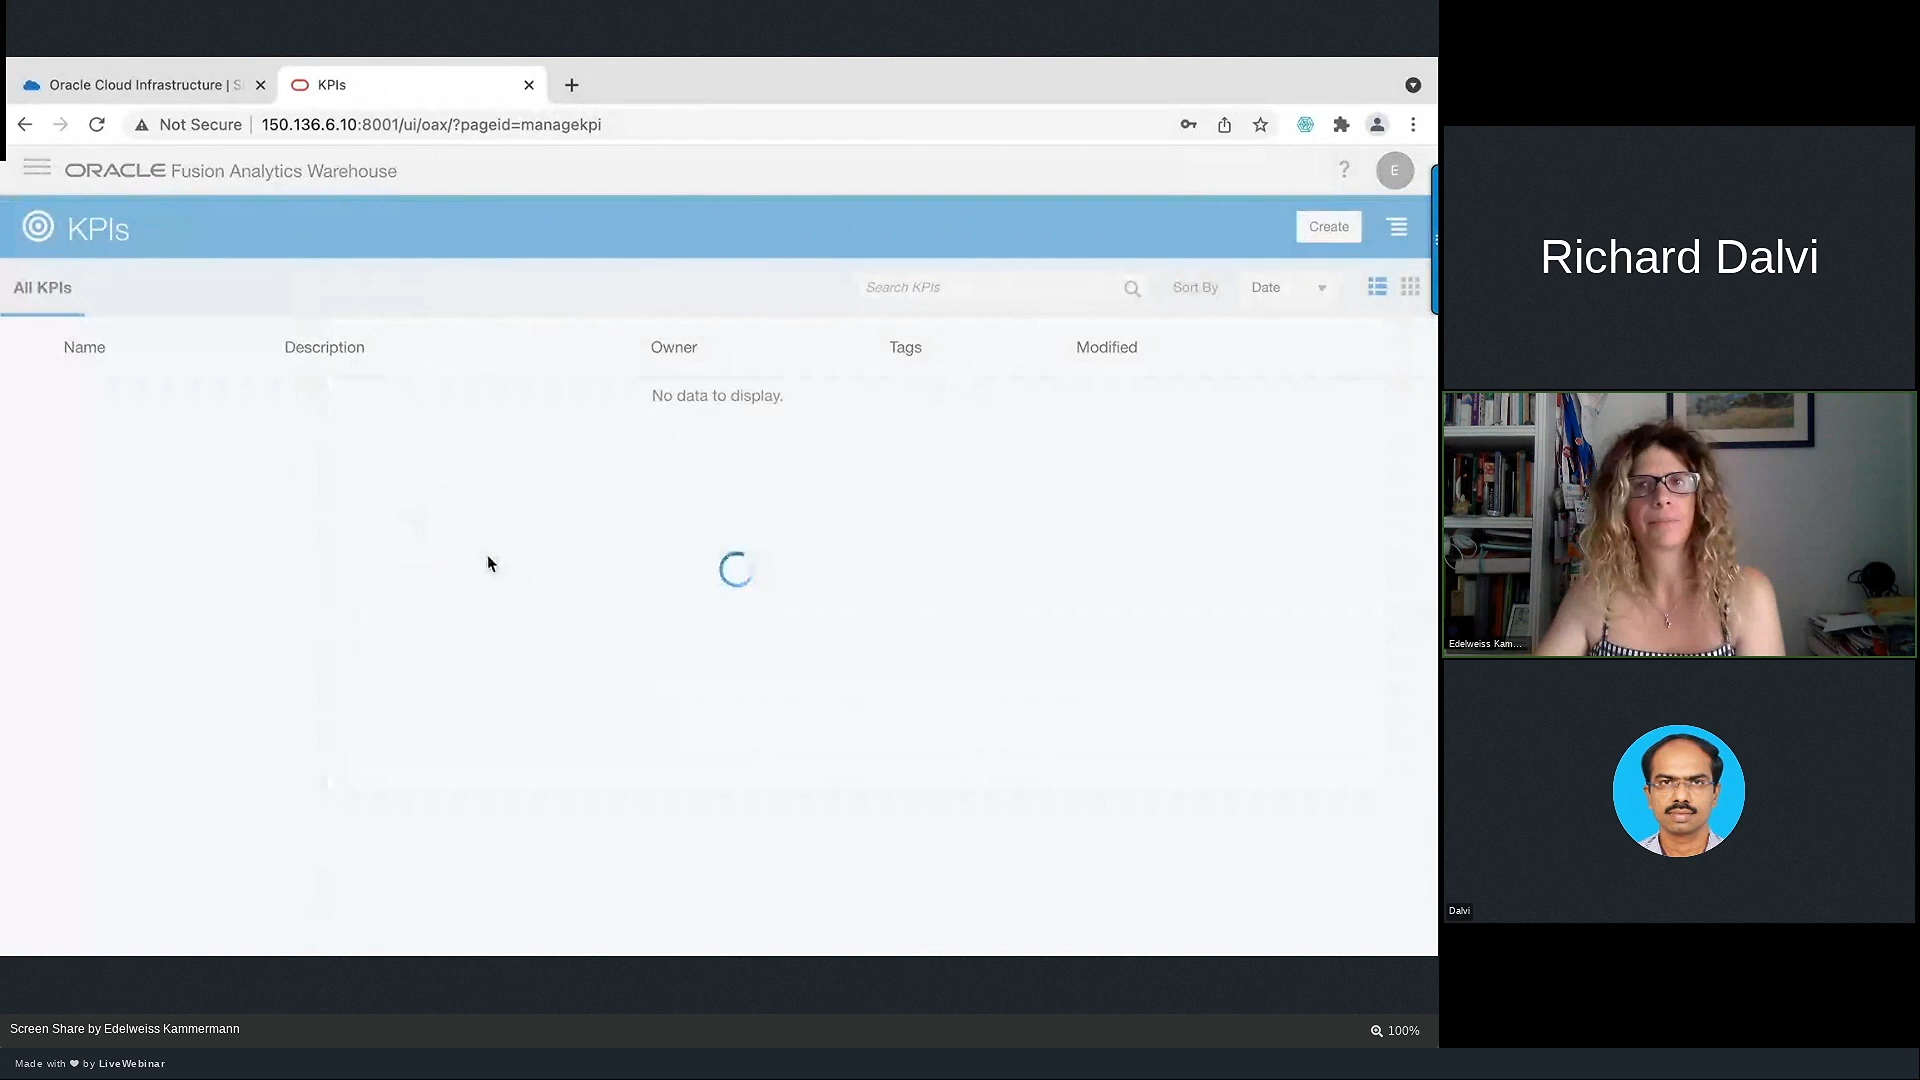 Oracle Cloud Infrastructure | S
KPIs
Not Secure
150.136.6.10:8001/ui/oax/?pageid=managekpi
ORACLE Fusion Analytics Warehouse
?
E
KPIs
Create
All KPIs
Search KPIs
Sort By
Date
Name
Description
Owner
Tags
Modified
No data to display.
Richard Dalvi
Edelweiss Kam...
Dalvi
Screen Share by Edelweiss Kammermann
100%
Made with ❤ by LiveWebinar